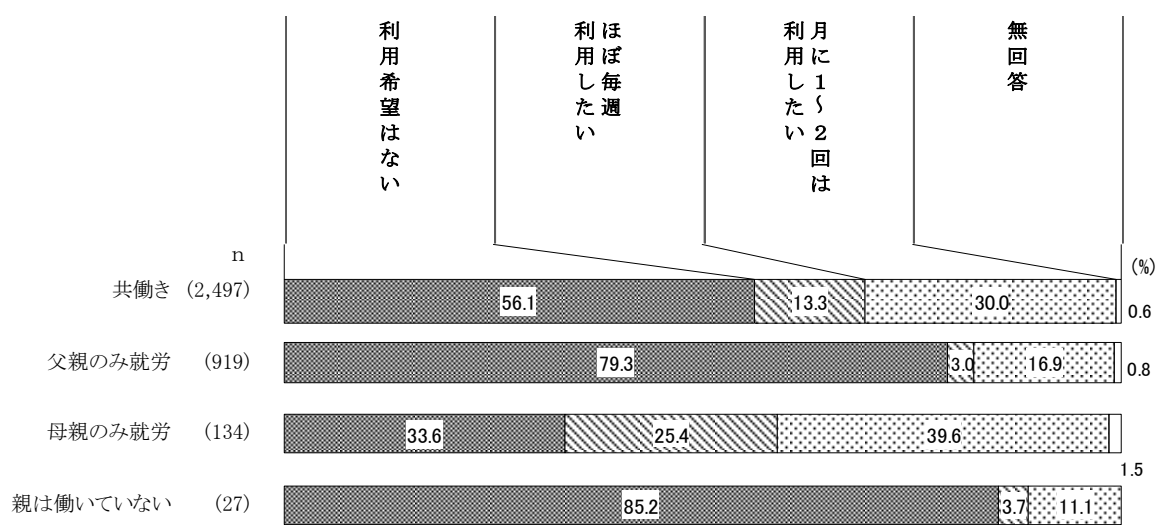 利用希望はない
ほぼ毎週
利用したい
月に１～２回は
利用したい
無回答
n
(%)
共働き (2,497)
56.1
13.3
30.0
0.6
父親のみ就労 (919)
79.3
3.0
16.9
0.8
母親のみ就労 (134)
33.6
25.4
39.6
1.5
親は働いていない (27)
85.2
3.7
11.1